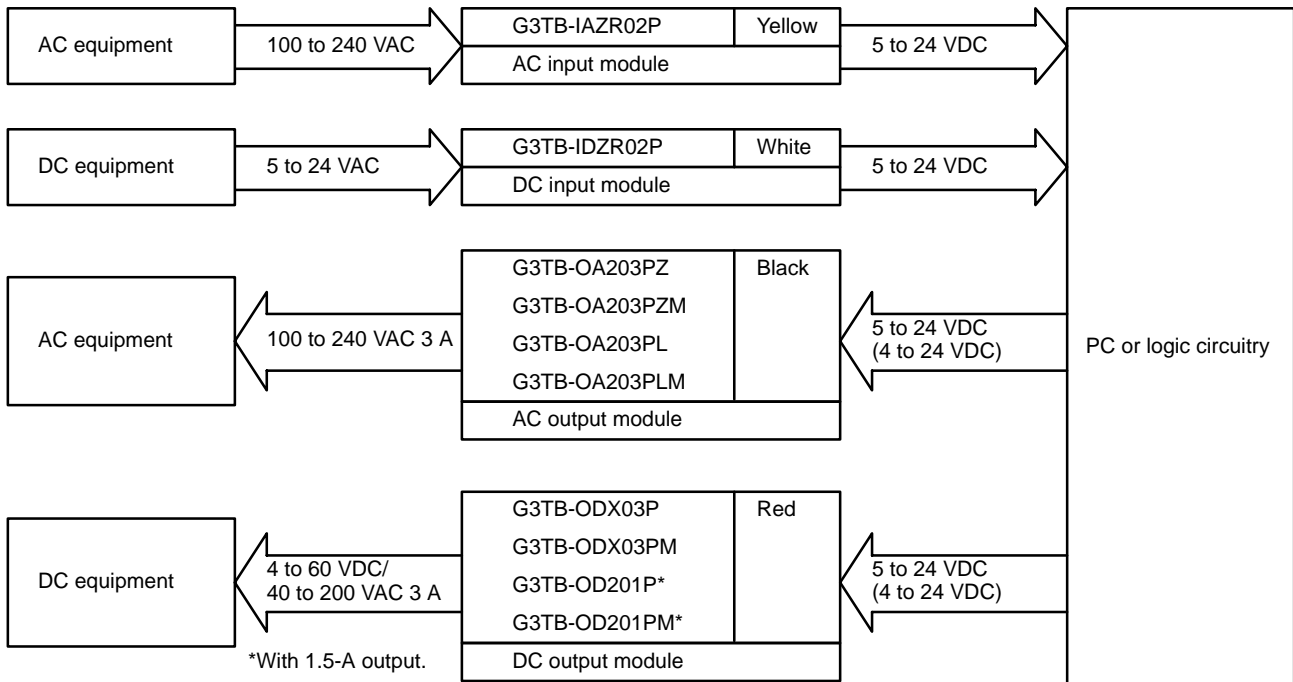 AC equipment
100 to 240 VAC
G3TB-IAZR02P
Yellow
AC input module
5 to 24 VDC
DC equipment
5 to 24 VAC
G3TB-IDZR02P
White
DC input module
5 to 24 VDC
AC equipment
100 to 240 VAC 3 A
G3TB-OA203PZ
G3TB-OA203PZM
G3TB-OA203PL
G3TB-OA203PLM
Black
AC output module
5 to 24 VDC
(4 to 24 VDC)
PC or logic circuitry
DC equipment
4 to 60 VDC/
40 to 200 VAC 3 A
*With 1.5-A output.
G3TB-ODX03P
G3TB-ODX03PM
G3TB-OD201P*
G3TB-OD201PM*
Red
DC output module
5 to 24 VDC
(4 to 24 VDC)